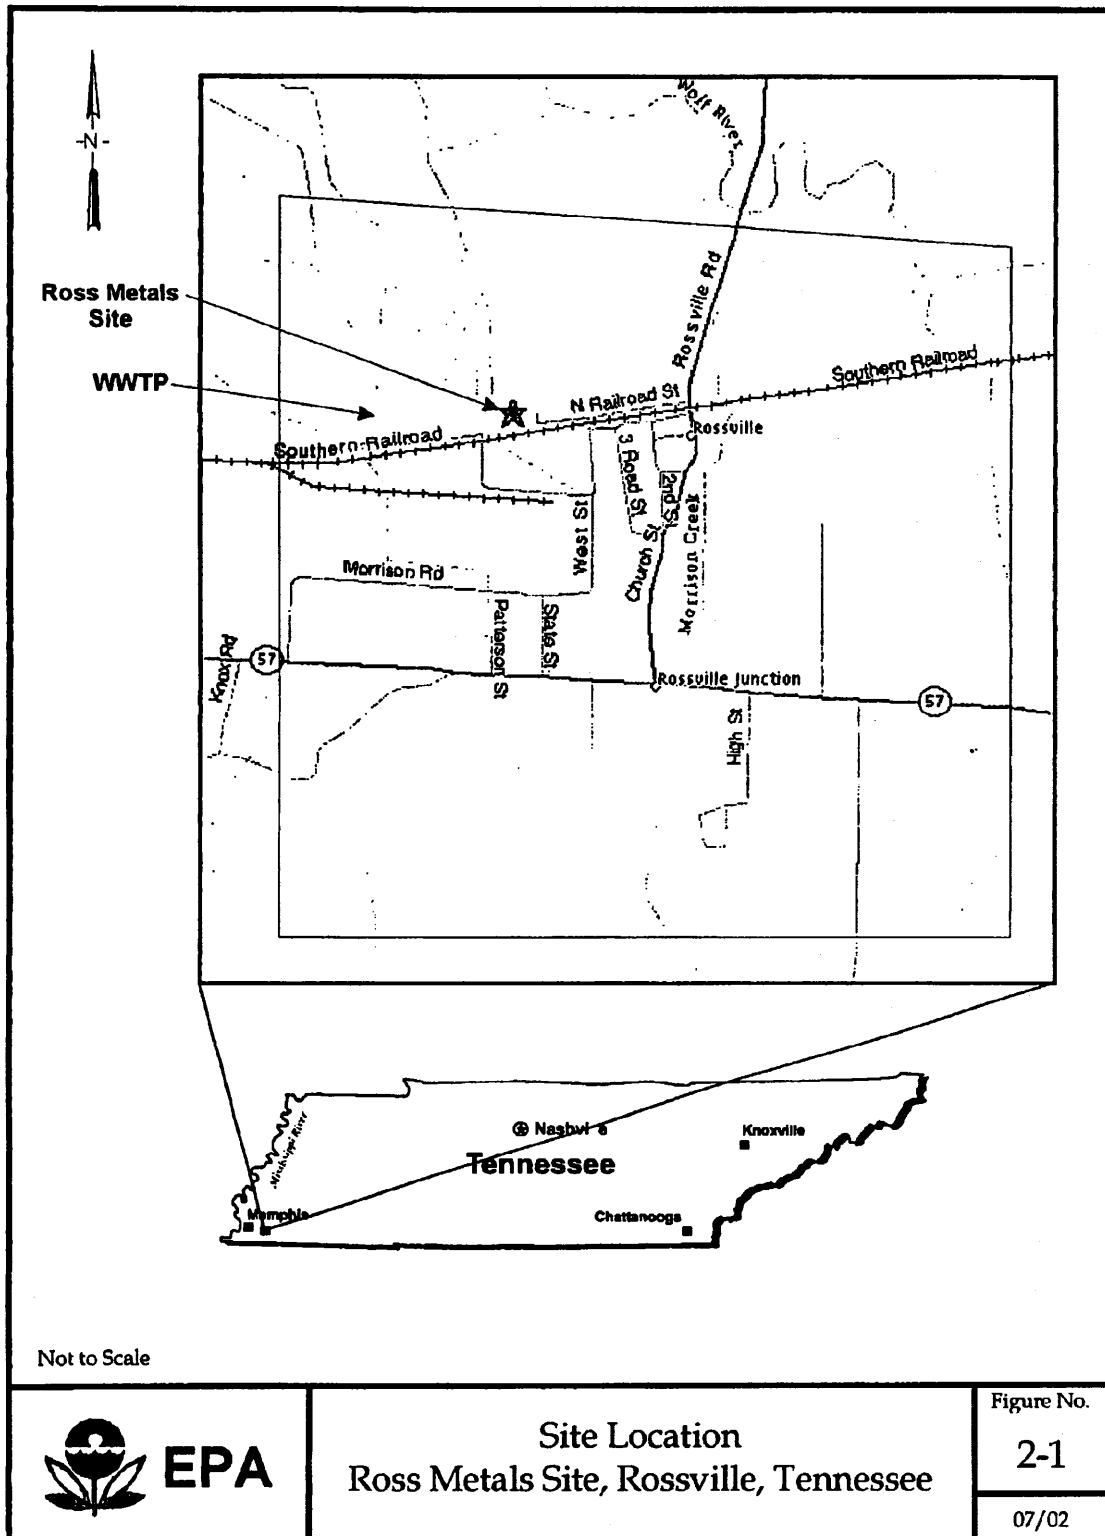 -N-
Wolf River
Ross Metals
Site
WWTP
Rossville Rd
Southern Railroad
N Railroad St
Rossville
Southern Railroad
3 Road St
2nd St
West St
Church St
Morrison Creek
Morrison Rd
Patterson St
State St
Knox Rd
57
Rossville Junction
57
High St
Mississippi River
Nashvi a
Knoxville
Tennessee
Memphis
Chattanooga
Not to Scale
EPA
Site Location
Ross Metals Site, Rossville, Tennessee
Figure No.
2-1
07/02